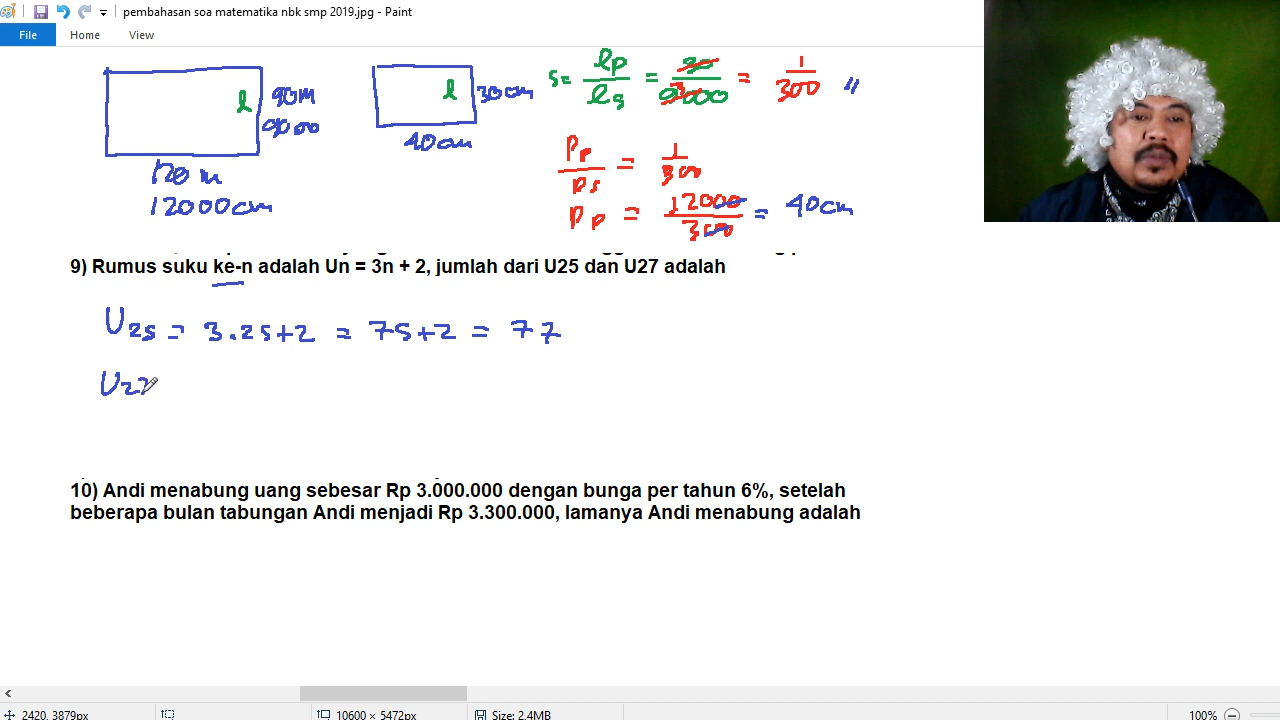 pembahasan soa matematika nbk smp 2019.jpg - Paint
File Home View
l 90M
9000
120 m
12000cm
l 30cm
40cm
s = lp/ls = 30/9000 = 1/300 //
Pp/Ps = 1/300
Pp = 12000/300 = 40cm
9) Rumus suku ke-n adalah Un = 3n + 2, jumlah dari U25 dan U27 adalah
U25 = 3.25+2 = 75+2 = 77
U27
10) Andi menabung uang sebesar Rp 3.000.000 dengan bunga per tahun 6%, setelah
beberapa bulan tabungan Andi menjadi Rp 3.300.000, lamanya Andi menabung adalah
2420, 3879px 10600 × 5472px Size: 2.4MB 100%